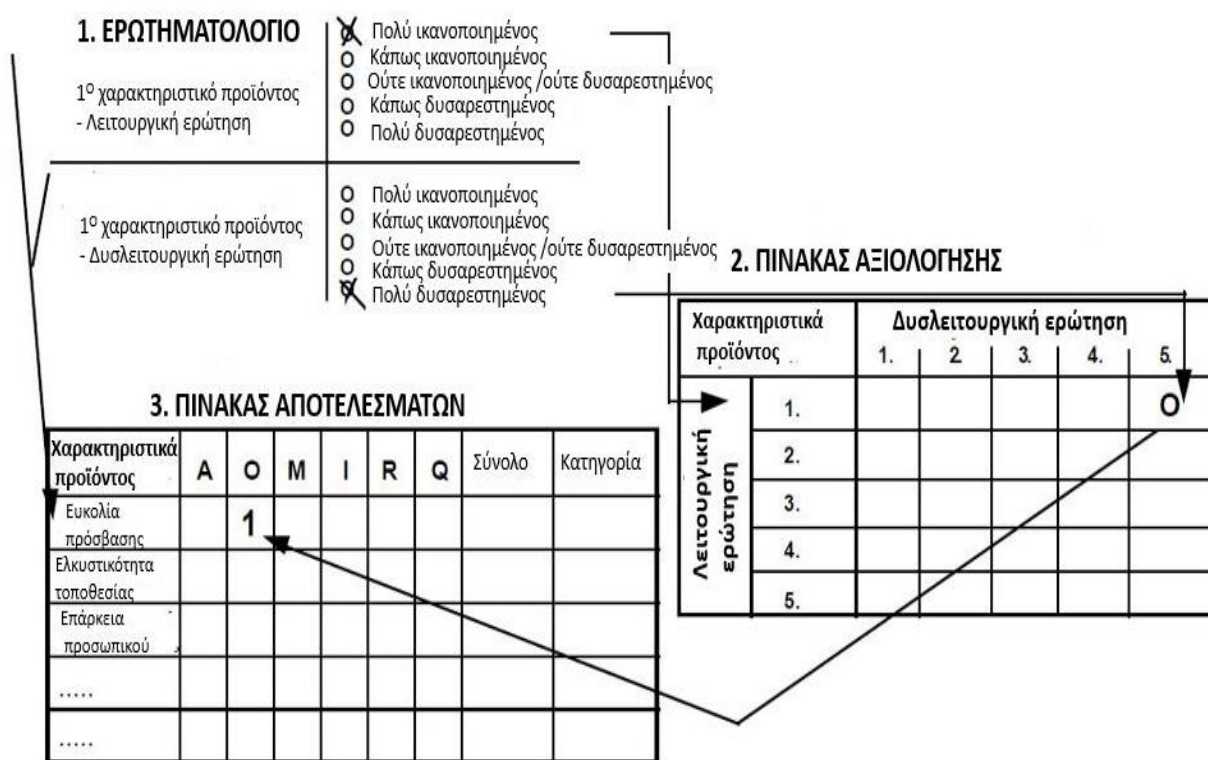 1. ΕΡΩΤΗΜΑΤΟΛΟΓΙΟ
1ο χαρακτηριστικό προϊόντος
- Λειτουργική ερώτηση
Πολύ ικανοποιημένος
Κάπως ικανοποιημένος
Ούτε ικανοποιημένος /ούτε δυσαρεστημένος
Κάπως δυσαρεστημένος
Πολύ δυσαρεστημένος
1ο χαρακτηριστικό προϊόντος
- Δυσλειτουργική ερώτηση
Πολύ ικανοποιημένος
Κάπως ικανοποιημένος
Ούτε ικανοποιημένος /ούτε δυσαρεστημένος
Κάπως δυσαρεστημένος
Πολύ δυσαρεστημένος
2. ΠΙΝΑΚΑΣ ΑΞΙΟΛΟΓΗΣΗΣ
Χαρακτηριστικά
προϊόντος
Δυσλειτουργική ερώτηση
1. 2. 3. 4. 5.
Λειτουργική
ερώτηση
1. O
2.
3.
4.
5.
3. ΠΙΝΑΚΑΣ ΑΠΟΤΕΛΕΣΜΑΤΩΝ
Χαρακτηριστικά
προϊόντος
A O M I R Q Σύνολο Κατηγορία
Ευκολία
πρόσβασης
1
Ελκυστικότητα
τοποθεσίας
Επάρκεια
προσωπικού
.....
.....